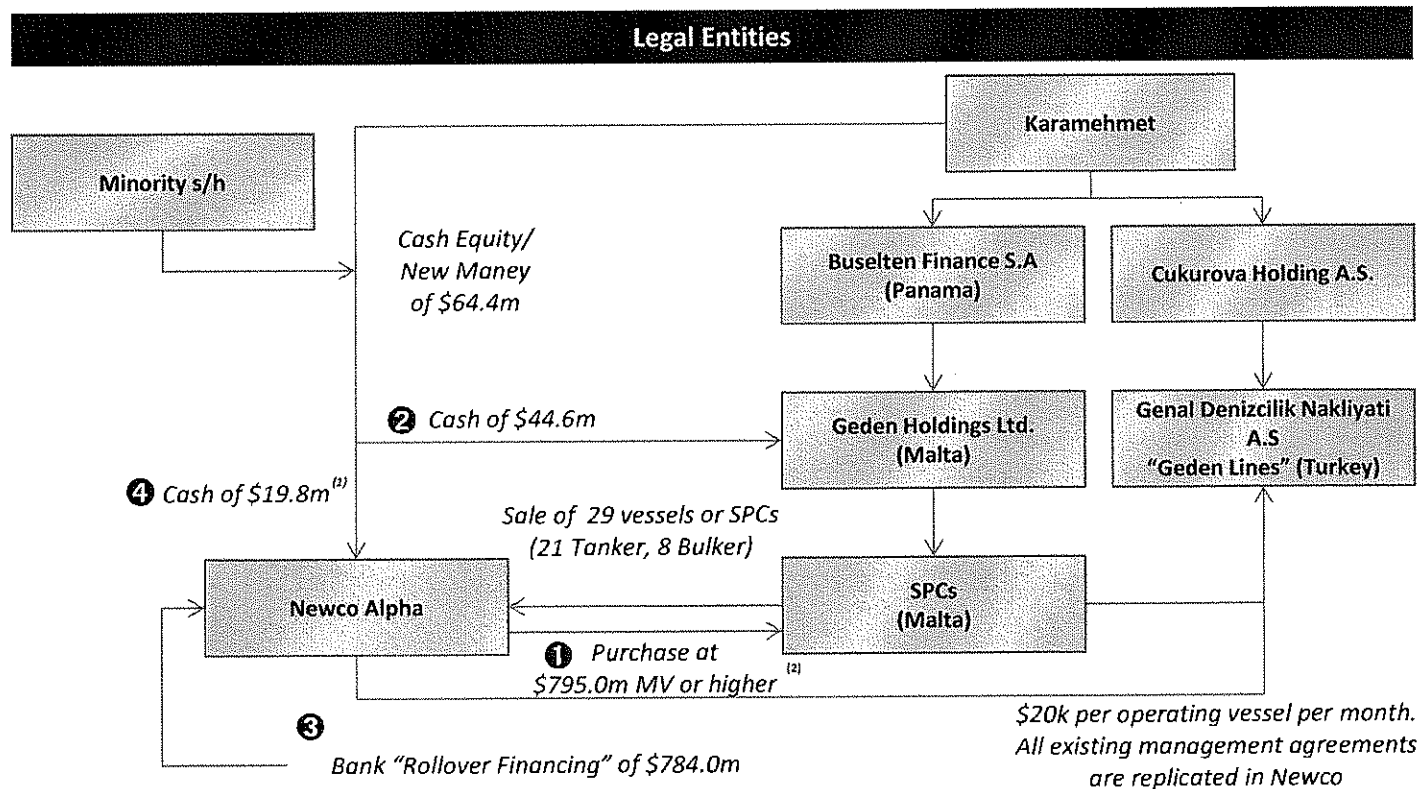 Legal Entities
Karamehmet
Minority s/h
Cash Equity/
New Maney
of $64.4m
Buselten Finance S.A
(Panama)
Cukurova Holding A.S.
❷ Cash of $44.6m
Geden Holdings Ltd.
(Malta)
Genal Denizcilik Nakliyati
A.S
"Geden Lines" (Turkey)
❹ Cash of $19.8m(1)
Sale of 29 vessels or SPCs
(21 Tanker, 8 Bulker)
Newco Alpha
SPCs
(Malta)
❶ Purchase at
$795.0m MV or higher (2)
❸
Bank "Rollover Financing" of $784.0m
$20k per operating vessel per month.
All existing management agreements
are replicated in Newco